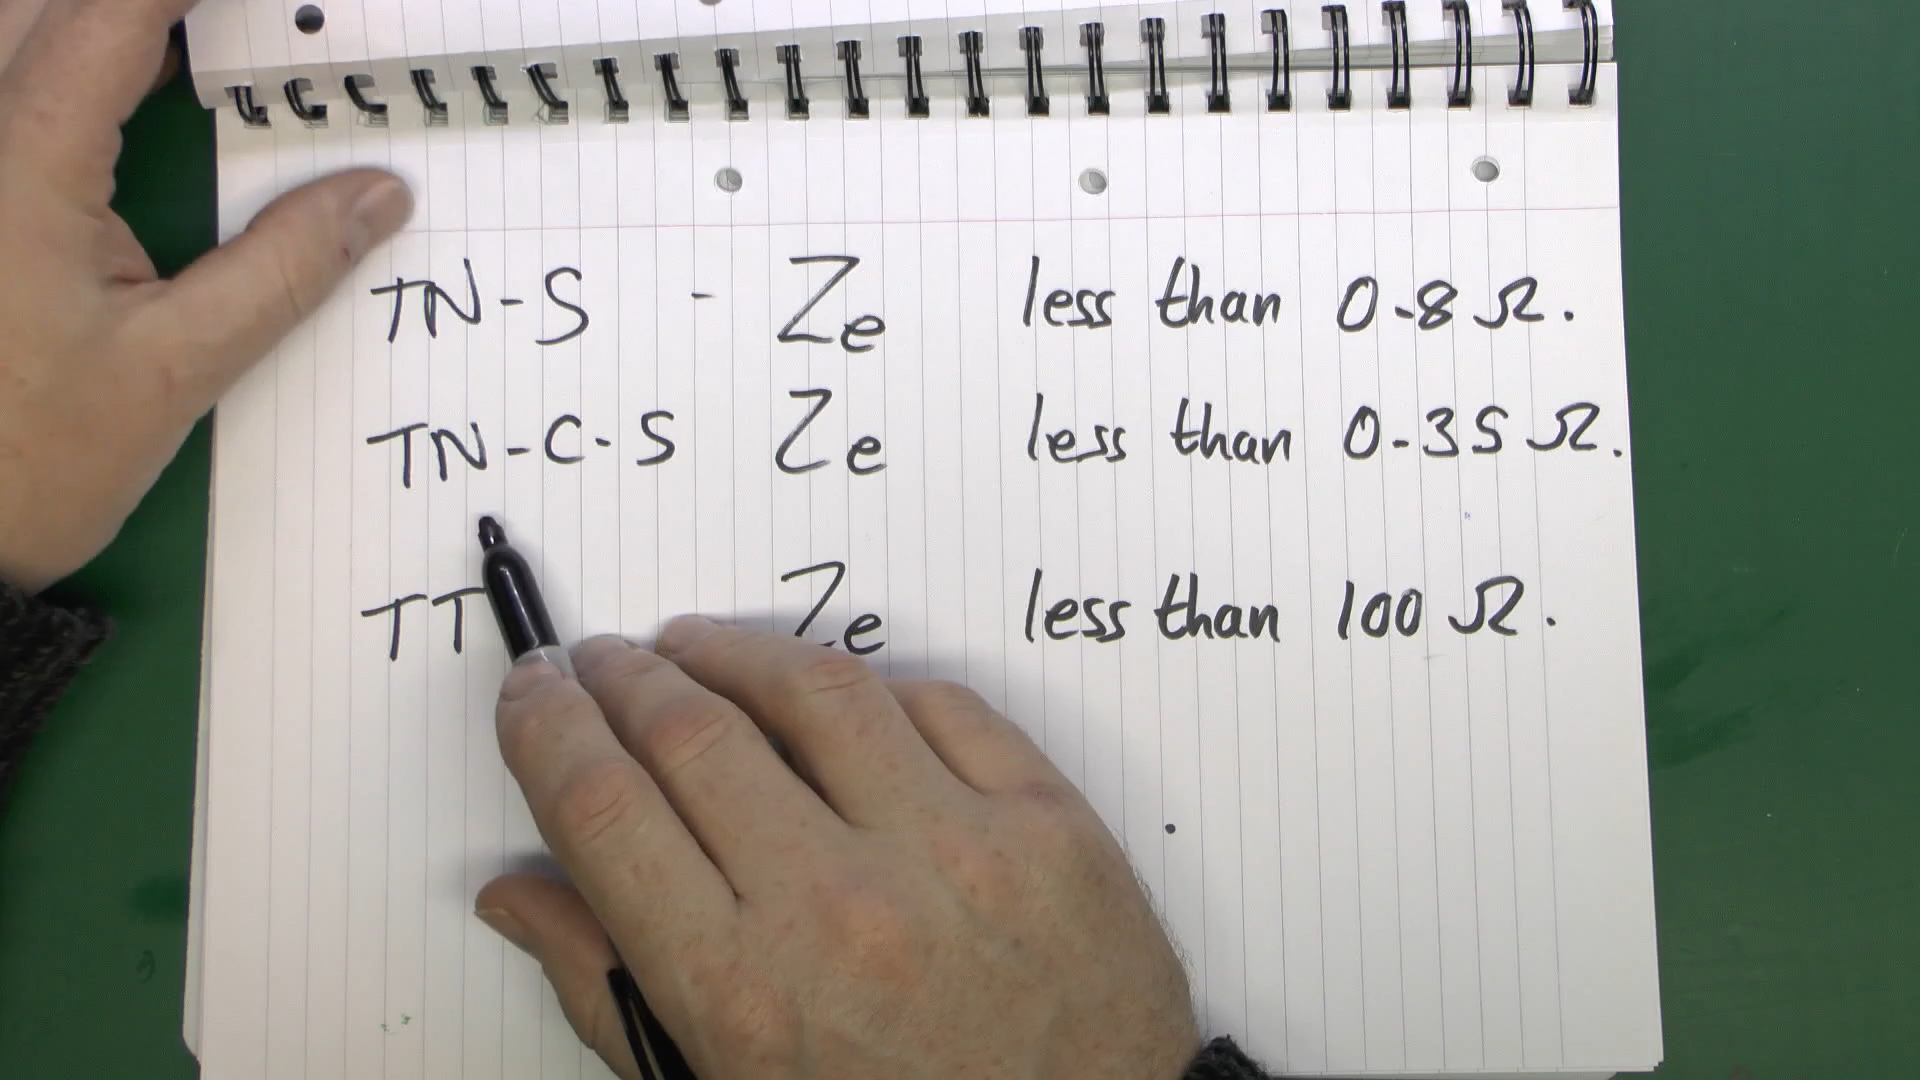 TN-S - Ze less than 0.8 Ω.
TN-C-S Ze less than 0.35 Ω.
TT Ze less than 100 Ω.